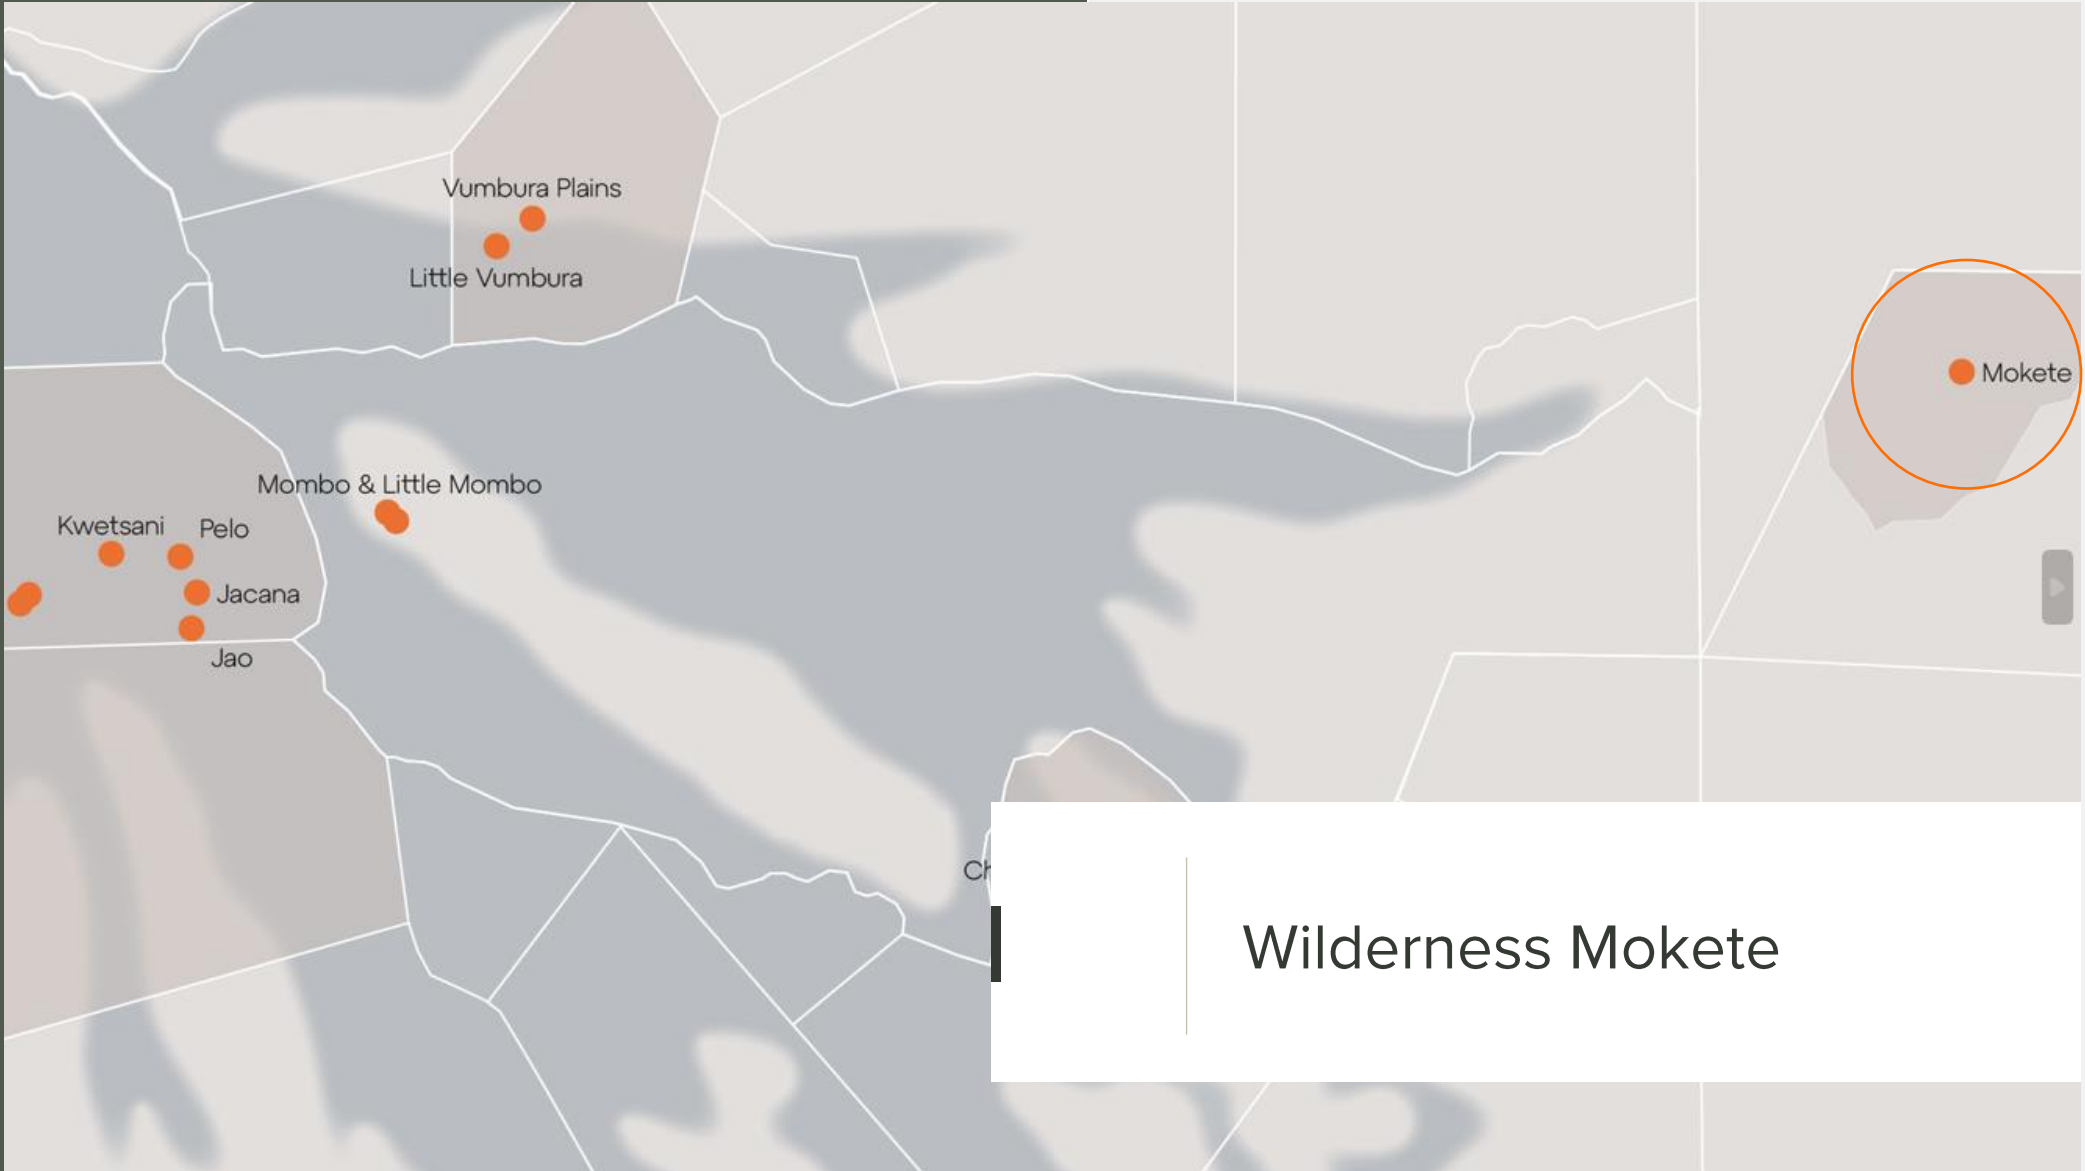 Vumbura Plains
Little Vumbura
Mokete
Mombo & Little Mombo
Kwetsani
Pelo
Jacana
Jao
Wilderness Mokete